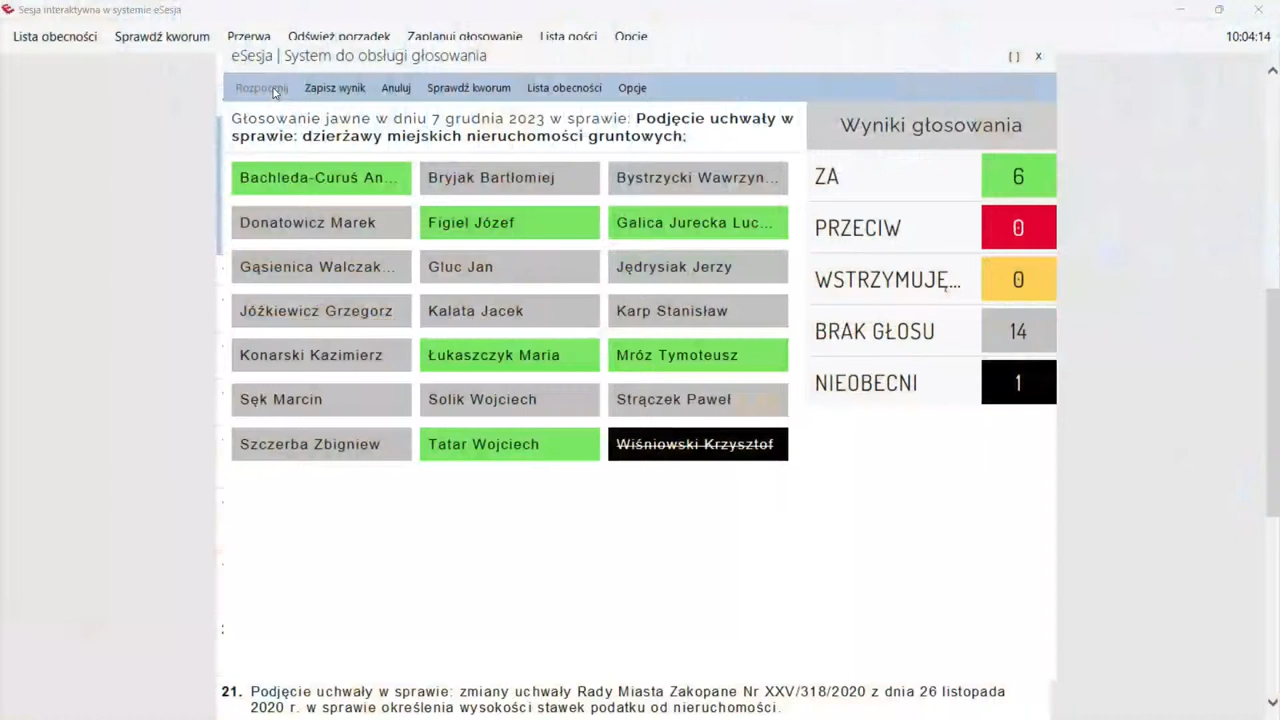 Sesja interaktywna w systemie eSesja
Lista obecności Sprawdź kworum Przerwa Odśwież porządek Zaplanuj głosowanie Lista gości Opcje 10:04:14
eSesja | System do obsługi głosowania [ ] x
Rozpocznij Zapisz wynik Anuluj Sprawdź kworum Lista obecności Opcje
Głosowanie jawne w dniu 7 grudnia 2023 w sprawie: Podjęcie uchwały w
sprawie: dzierżawy miejskich nieruchomości gruntowych;
Wyniki głosowania
Bachleda-Curuś An... Bryjak Bartłomiej Bystrzycki Wawrzyn...
Donatowicz Marek Figiel Józef Galica Jurecka Luc...
Gąsienica Walczak... Gluc Jan Jędrysiak Jerzy
Jóźkiewicz Grzegorz Kalata Jacek Karp Stanisław
Konarski Kazimierz Łukaszczyk Maria Mróz Tymoteusz
Sęk Marcin Solik Wojciech Strączek Paweł
Szczerba Zbigniew Tatar Wojciech Wiśniowski Krzysztof
ZA 6
PRZECIW 0
WSTRZYMUJĘ... 0
BRAK GŁOSU 14
NIEOBECNI 1
21. Podjęcie uchwały w sprawie: zmiany uchwały Rady Miasta Zakopane Nr XXV/318/2020 z dnia 26 listopada
2020 r. w sprawie określenia wysokości stawek podatku od nieruchomości.